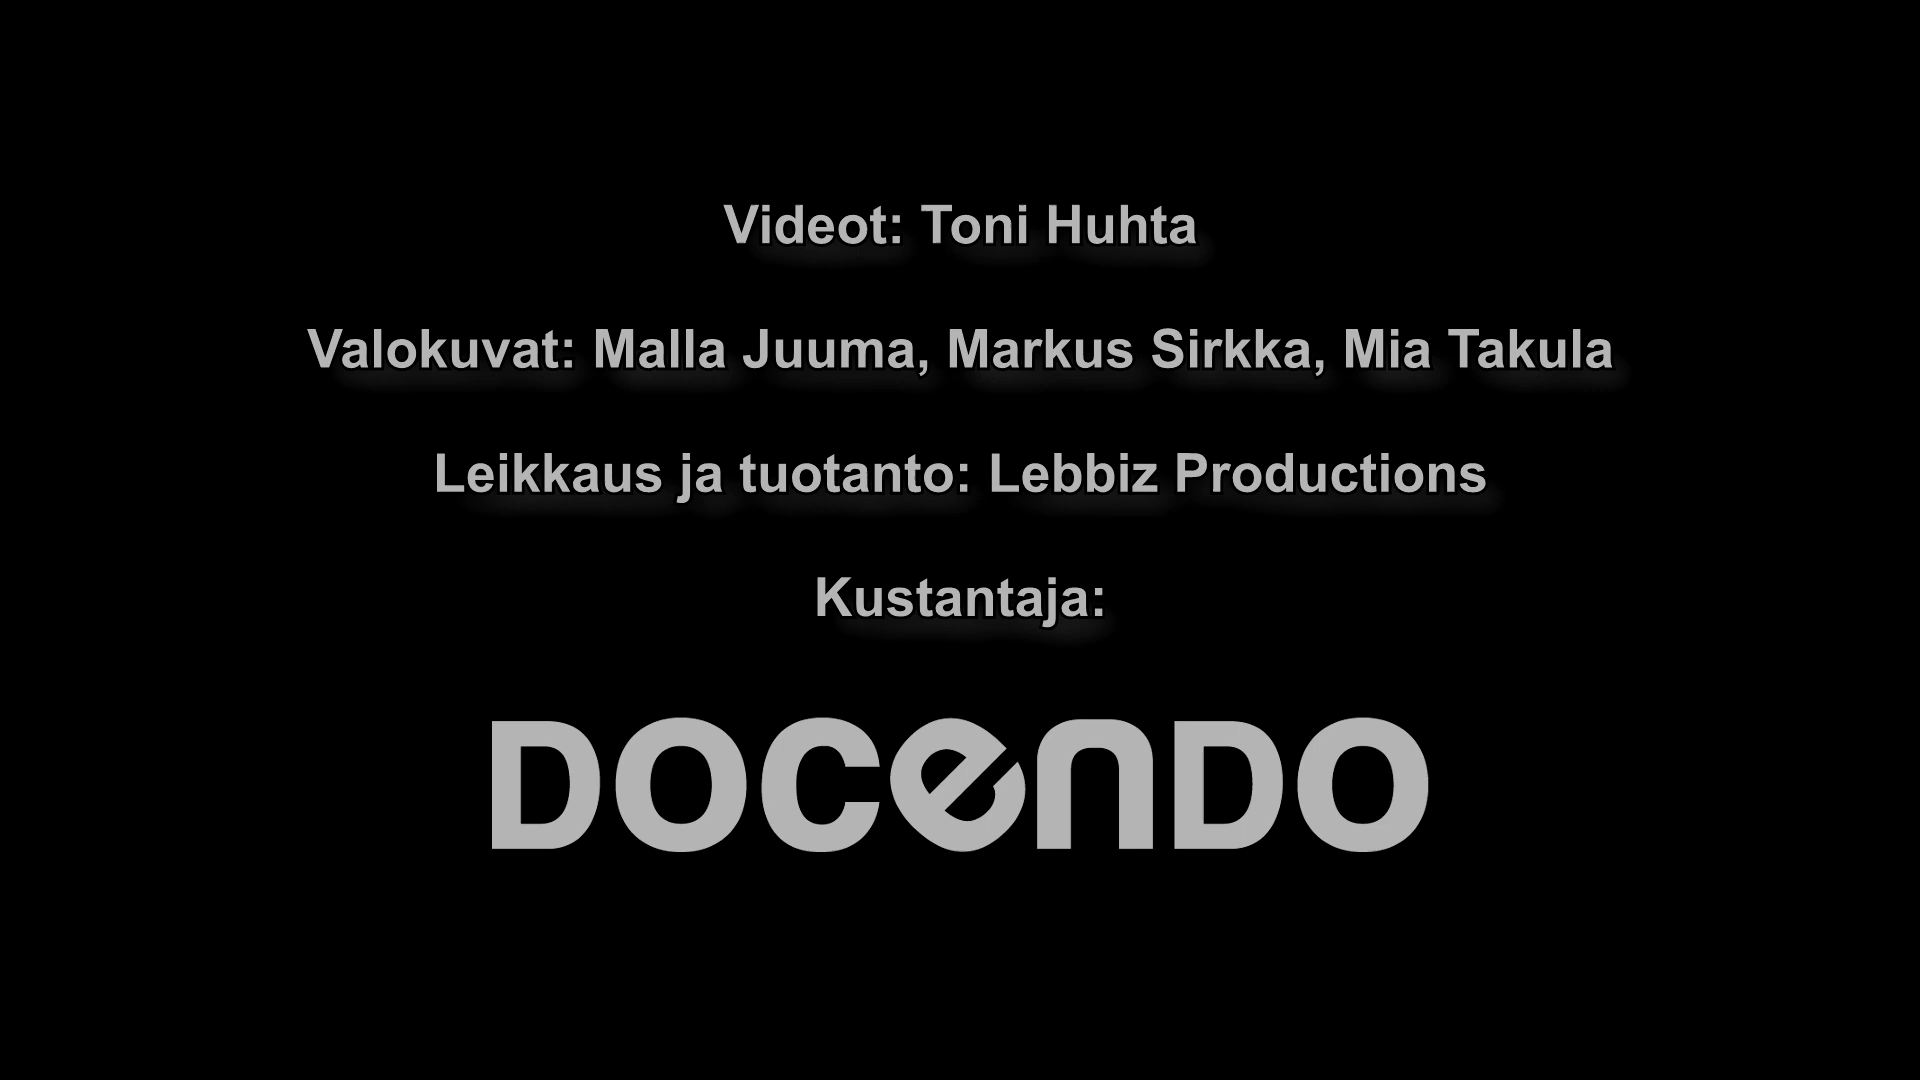 Videot: Toni Huhta
Valokuvat: Malla Juuma, Markus Sirkka, Mia Takula
Leikkaus ja tuotanto: Lebbiz Productions
Kustantaja:
DOCENDO